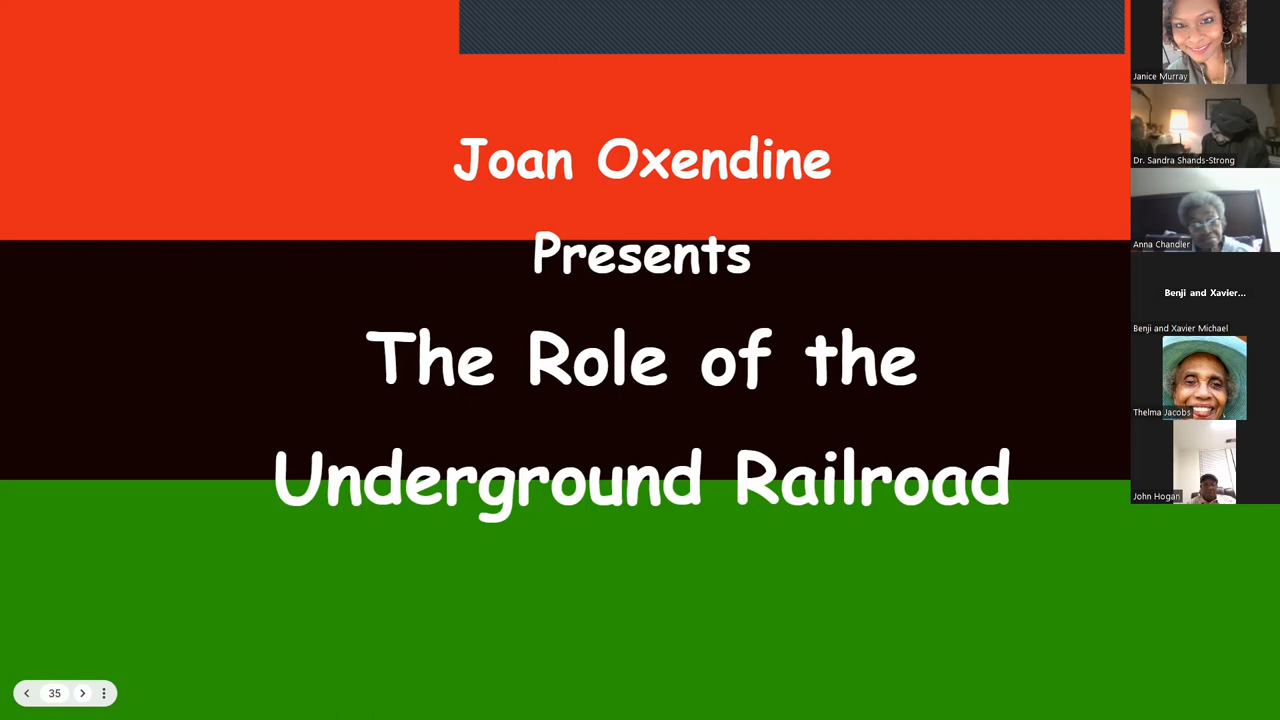 Joan Oxendine
Presents
The Role of the
Underground Railroad
35
Janice Murray
Dr. Sandra Shands-Strong
Anna Chandler
Benji and Xavier...
Benji and Xavier Michael
Thelma Jacobs
John Hogan